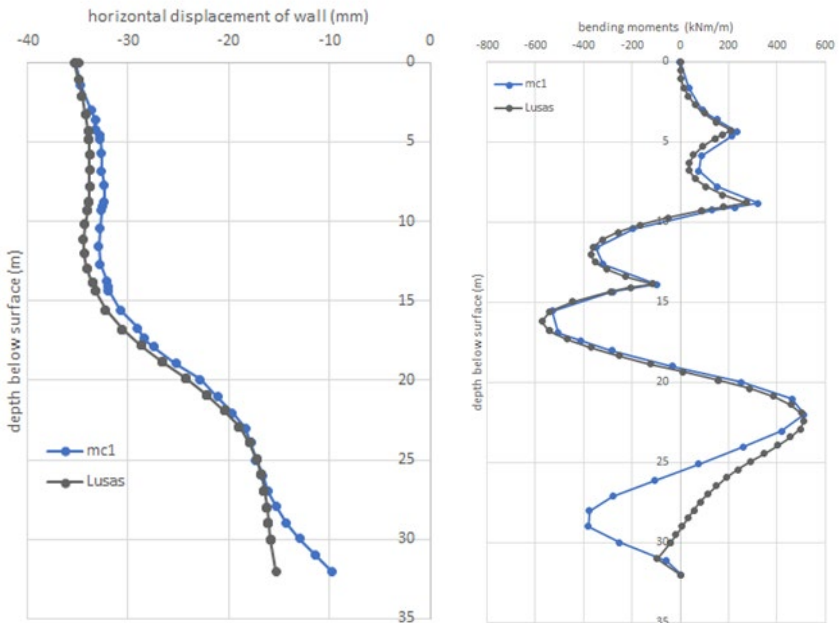 horizontal displacement of wall (mm)
-40 -30 -20 -10 0
0
5
10
15
20
25
30
35
depth below surface (m)
mc1
Lusas
bending moments (kNm/m)
-800 -600 -400 -200 0 200 400 600
0
5
10
15
20
25
30
35
depth below surface (m)
mc1
Lusas